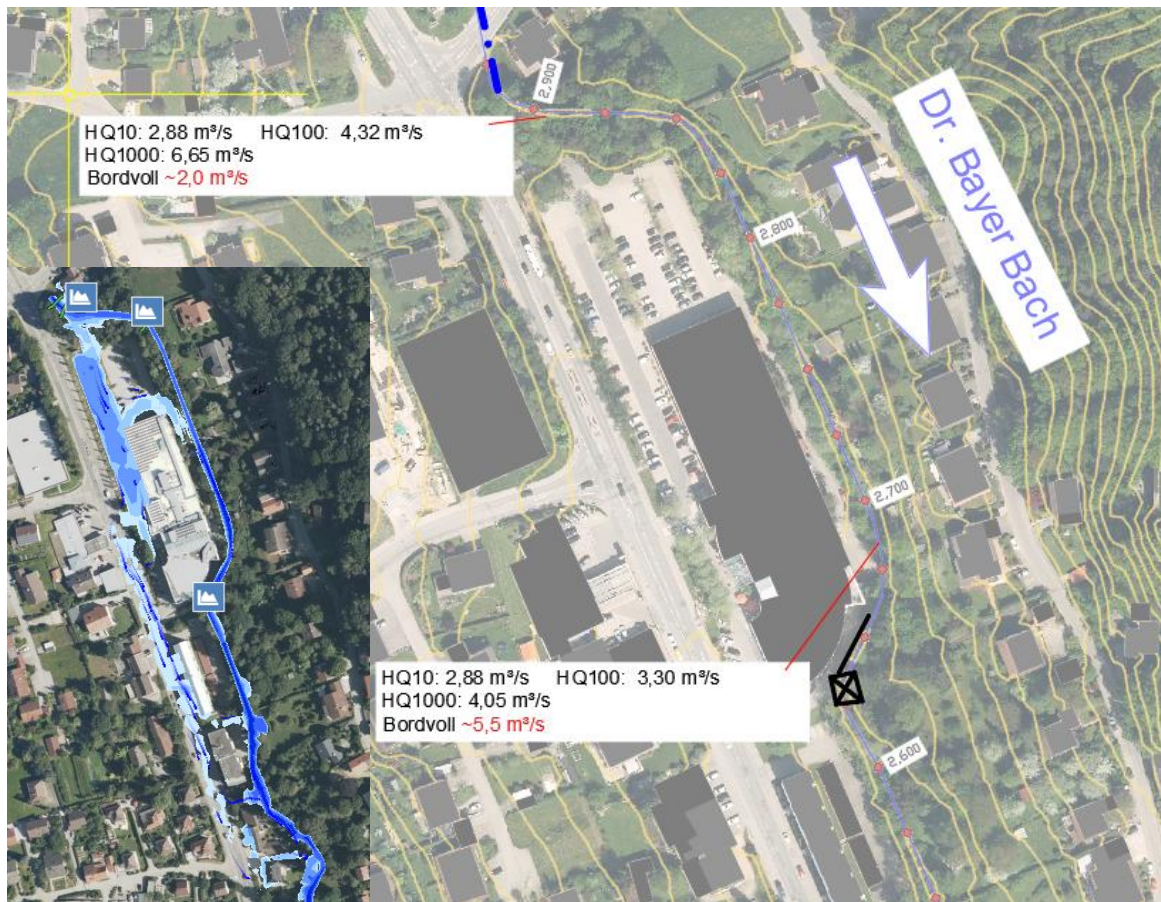 2,900
HQ10: 2,88 m³/s HQ100: 4,32 m³/s
HQ1000: 6,65 m³/s
Bordvoll ~2,0 m³/s
Dr. Bayer Bach
2,800
2,700
HQ10: 2,88 m³/s HQ100: 3,30 m³/s
HQ1000: 4,05 m³/s
Bordvoll ~5,5 m³/s
2,600